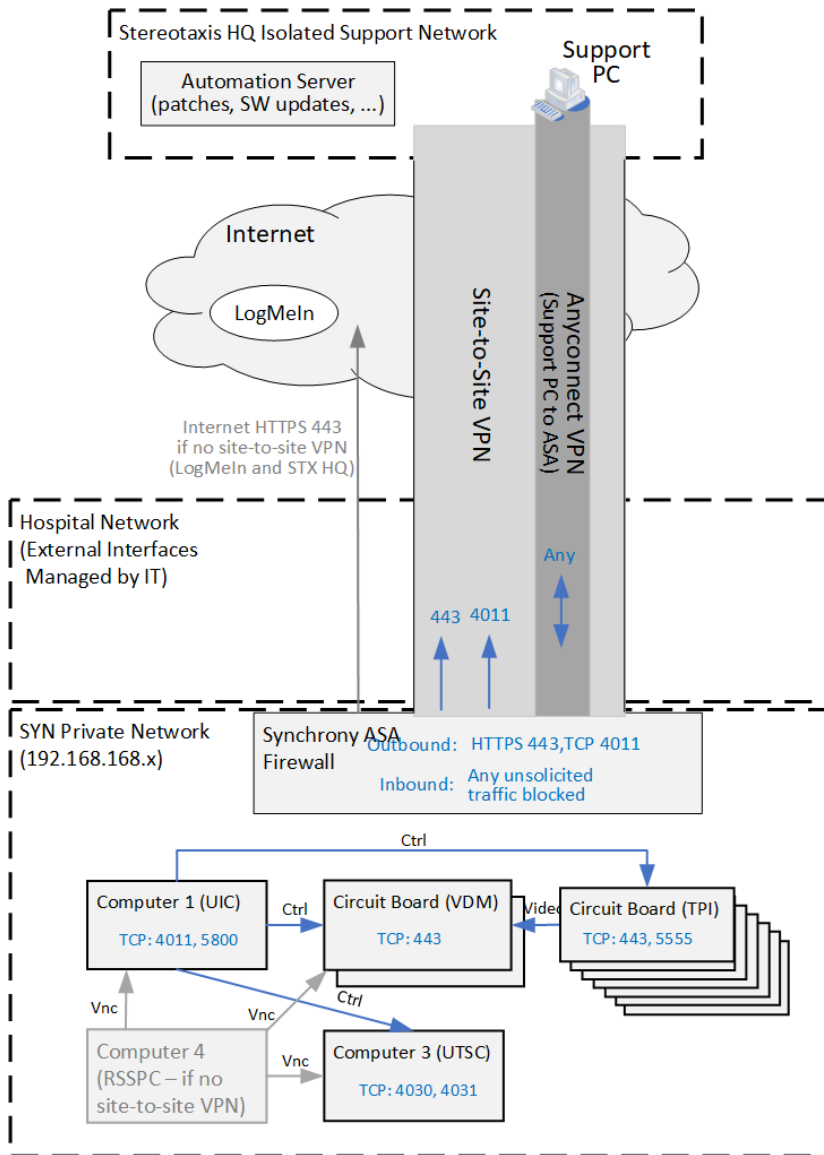 Stereotaxis HQ Isolated Support Network
Support
PC
Automation Server
(patches, SW updates, ...)
Internet
LogMeIn
Site-to-Site VPN
Anyconnect VPN
(Support PC to ASA)
Internet HTTPS 443
if no site-to-site VPN
(LogMeIn and STX HQ)
Hospital Network
(External Interfaces
Managed by IT)
Any
443
4011
SYN Private Network
(192.168.168.x)
Synchrony ASA
Firewall
Outbound: HTTPS 443,TCP 4011
Inbound: Any unsolicited
traffic blocked
Ctrl
Computer 1 (UIC)
TCP: 4011, 5800
Ctrl
Circuit Board (VDM)
TCP: 443
Video
Circuit Board (TPI)
TCP: 443, 5555
Vnc
Vnc
Ctrl
Computer 4
(RSSPC – if no
site-to-site VPN)
Vnc
Computer 3 (UTSC)
TCP: 4030, 4031